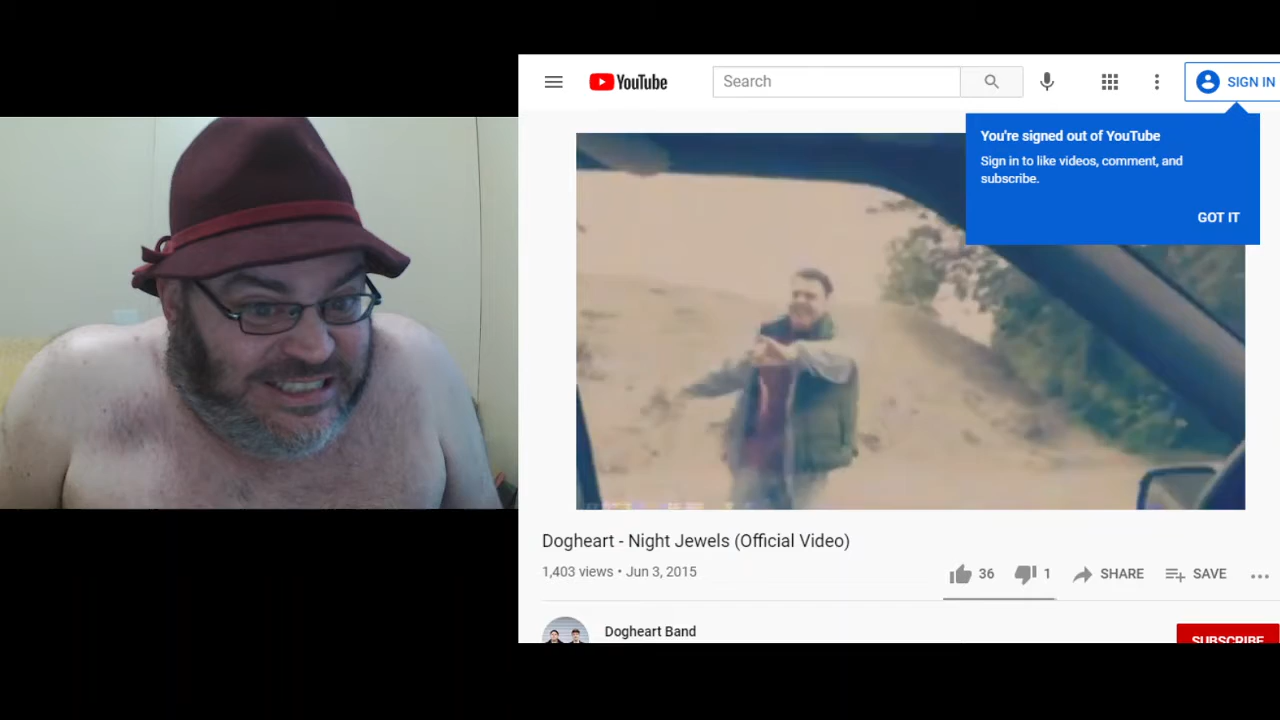 YouTube
Search
SIGN IN
You're signed out of YouTube
Sign in to like videos, comment, and
subscribe.
GOT IT
Dogheart - Night Jewels (Official Video)
1,403 views • Jun 3, 2015
36
1
SHARE
SAVE
Dogheart Band
SUBSCRIBE